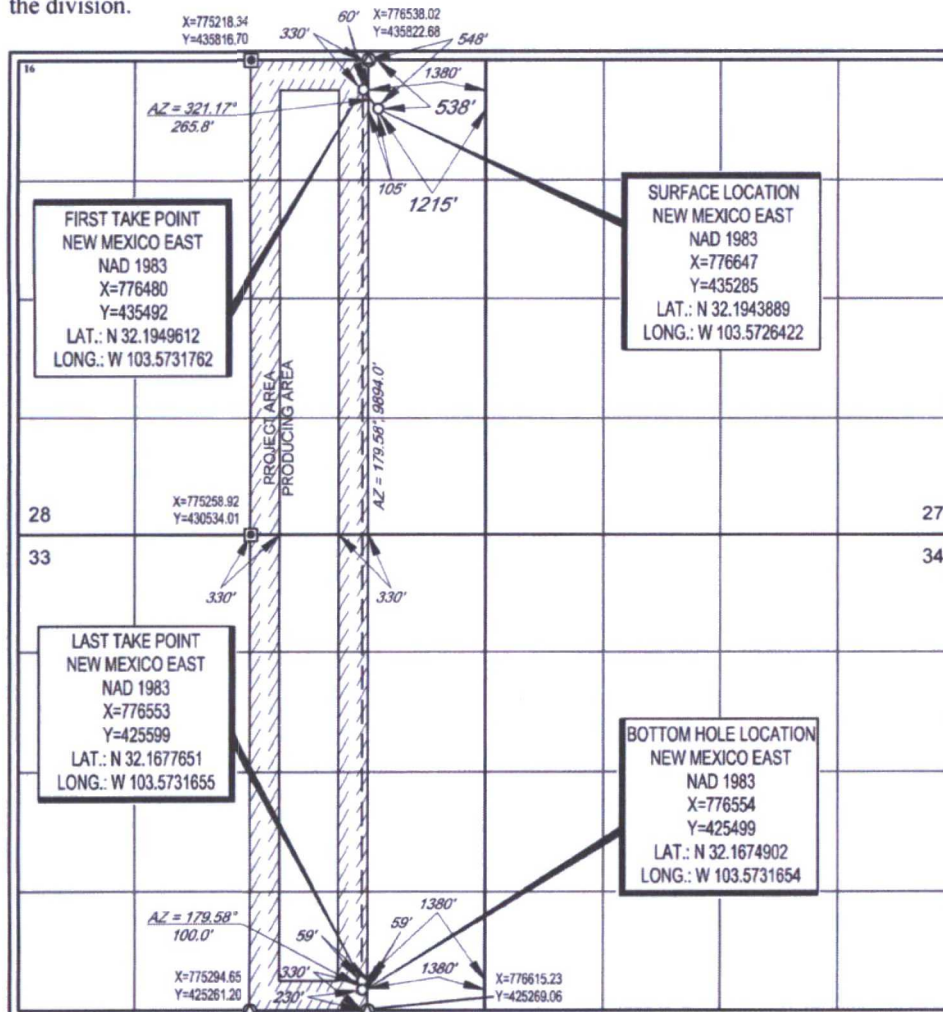 the division.
X=775218.34
Y=435816.70
330'
60'
X=776538.02
Y=435822.68
548'
16
1380'
AZ = 321.17°
265.8'
538'
105'
1215'
FIRST TAKE POINT
NEW MEXICO EAST
NAD 1983
X=776480
Y=435492
LAT.: N 32.1949612
LONG.: W 103.5731762
SURFACE LOCATION
NEW MEXICO EAST
NAD 1983
X=776647
Y=435285
LAT.: N 32.1943889
LONG.: W 103.5726422
PROJECT AREA
PRODUCING AREA
AZ = 179.58°, 9894.0'
X=775258.92
Y=430534.01
28
27
33
34
330'
330'
LAST TAKE POINT
NEW MEXICO EAST
NAD 1983
X=776553
Y=425599
LAT.: N 32.1677651
LONG.: W 103.5731655
BOTTOM HOLE LOCATION
NEW MEXICO EAST
NAD 1983
X=776554
Y=425499
LAT.: N 32.1674902
LONG.: W 103.5731654
AZ = 179.58°
100.0'
59'
59'
1380'
X=775294.65
Y=425261.20
330'
230'
1380'
X=776615.23
Y=425269.06